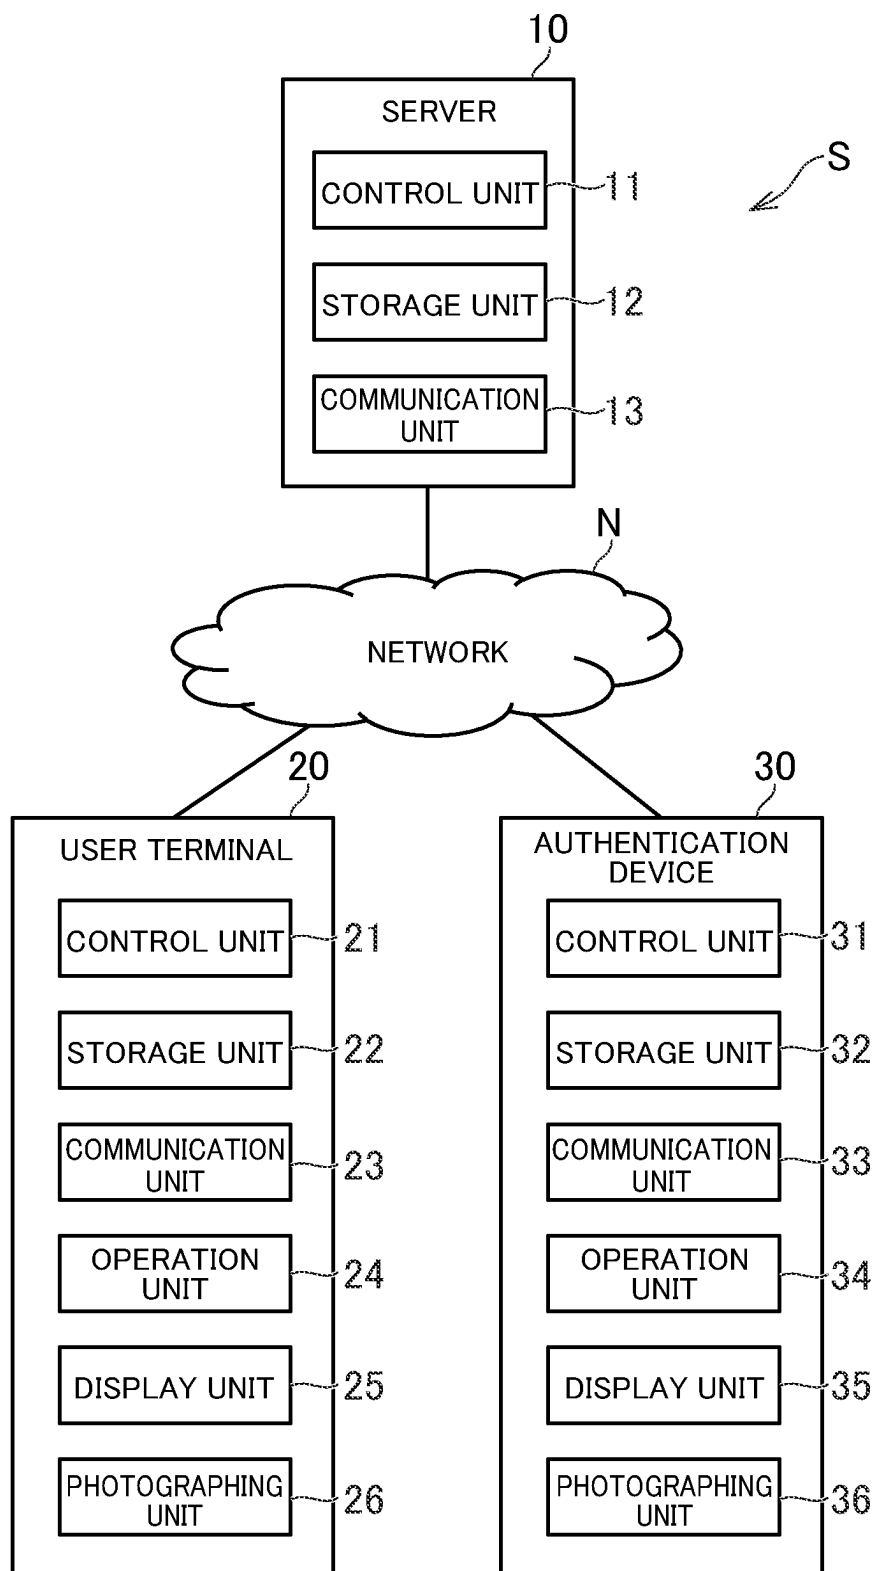 10
SERVER
S
CONTROL UNIT
11
STORAGE UNIT
12
COMMUNICATION
UNIT
13
N
NETWORK
20
USER TERMINAL
CONTROL UNIT
21
STORAGE UNIT
22
COMMUNICATION
UNIT
23
OPERATION
UNIT
24
DISPLAY UNIT
25
PHOTOGRAPHING
UNIT
26
30
AUTHENTICATION
DEVICE
CONTROL UNIT
31
STORAGE UNIT
32
COMMUNICATION
UNIT
33
OPERATION
UNIT
34
DISPLAY UNIT
35
PHOTOGRAPHING
UNIT
36